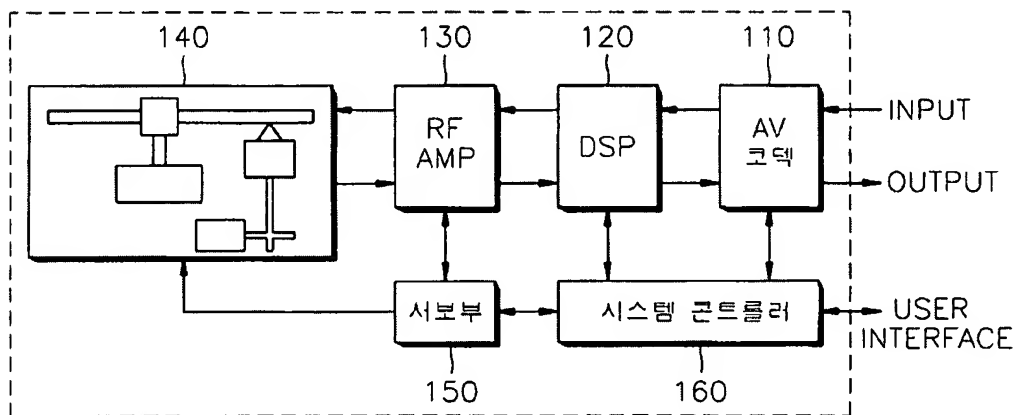 140
130
120
110
RF
AMP
DSP
AV
코덱
INPUT
OUTPUT
서보부
시스템 콘트롤러
USER
INTERFACE
150
160